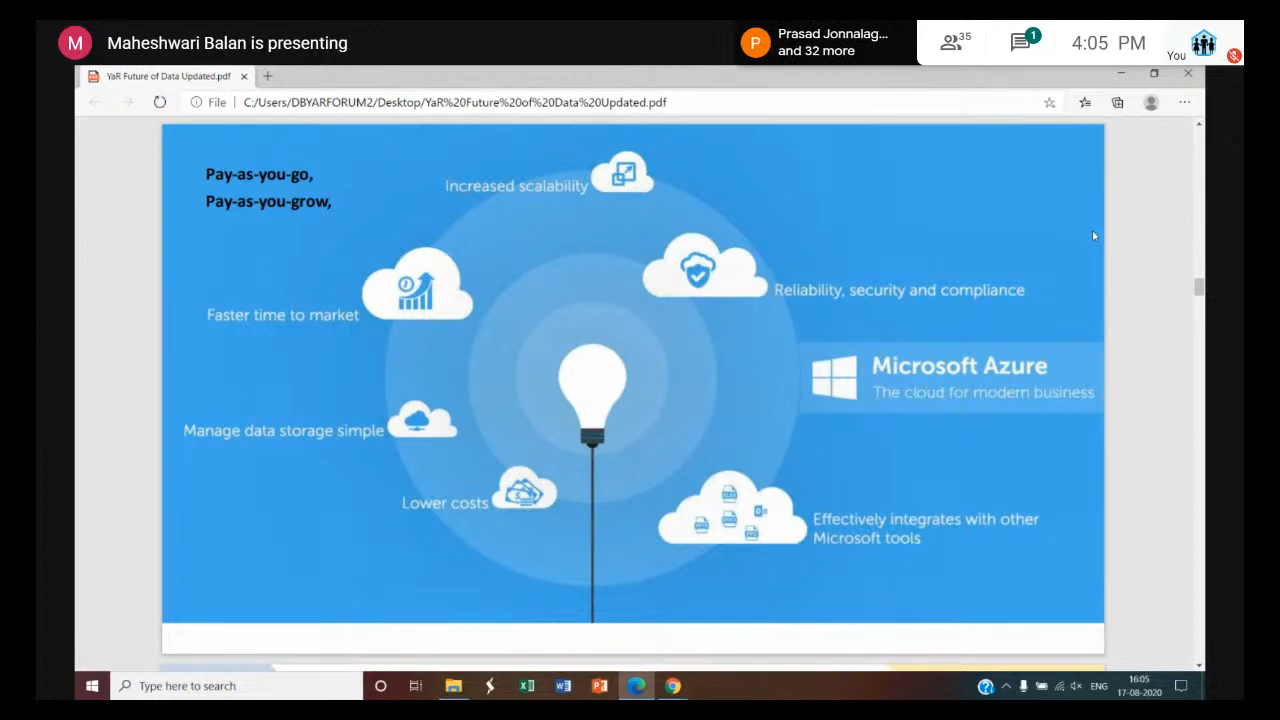 M
Maheshwari Balan is presenting
P
Prasad Jonnalag...
and 32 more
35
1
4:05 PM
You
YaR Future of Data Updated.pdf
File
C:/Users/DBYARFORUM2/Desktop/YaR%20Future%20of%20Data%20Updated.pdf
Pay-as-you-go,
Pay-as-you-grow,
Increased scalability
Reliability, security and compliance
Faster time to market
Microsoft Azure
The cloud for modern business
Manage data storage simple
Lower costs
Effectively integrates with other
Microsoft tools
Type here to search
ENG
16:05
17-08-2020